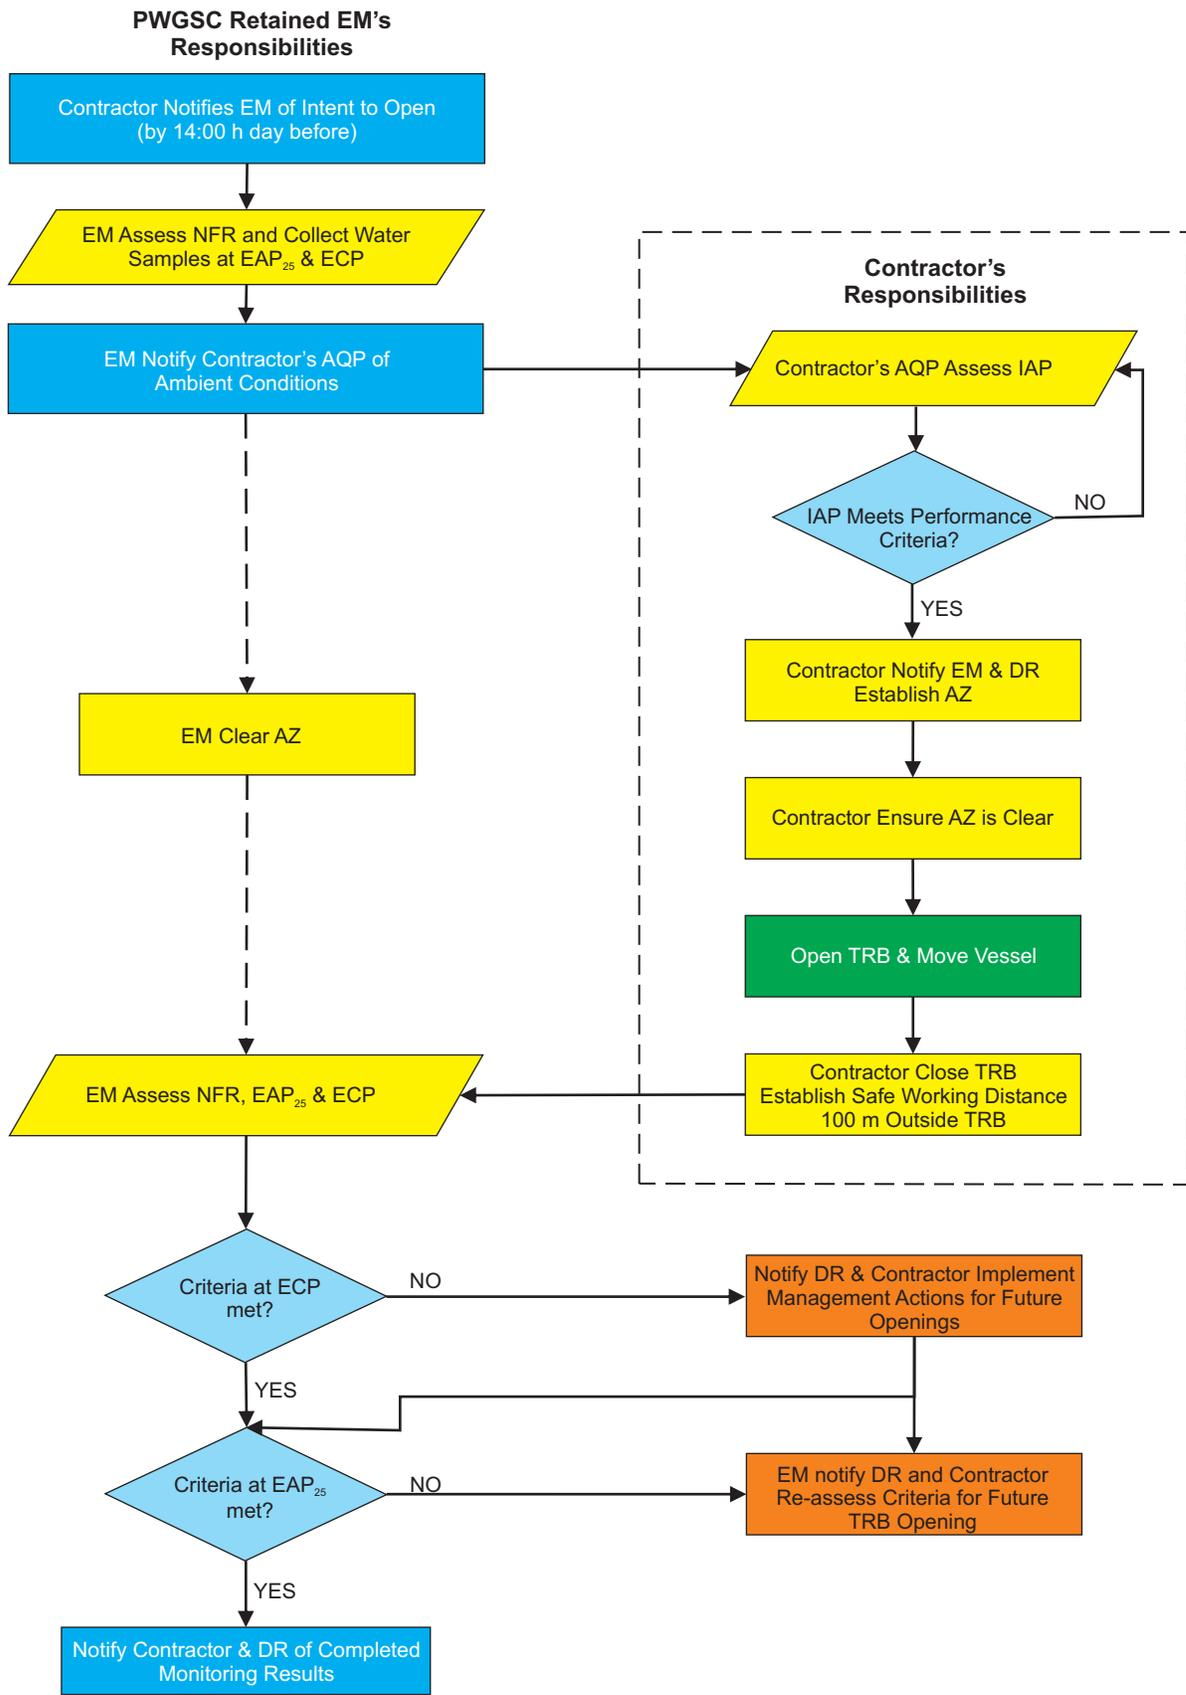 PWGSC Retained EM's
Responsibilities
Contractor Notifies EM of Intent to Open
(by 14:00 h day before)
EM Assess NFR and Collect Water
Samples at EAP25 & ECP
EM Notify Contractor's AQP of
Ambient Conditions
EM Clear AZ
EM Assess NFR, EAP25 & ECP
Contractor's
Responsibilities
Contractor's AQP Assess IAP
IAP Meets Performance
Criteria?
NO
YES
Contractor Notify EM & DR
Establish AZ
Contractor Ensure AZ is Clear
Open TRB & Move Vessel
Contractor Close TRB
Establish Safe Working Distance
100 m Outside TRB
Criteria at ECP
met?
NO
Notify DR & Contractor Implement
Management Actions for Future
Openings
YES
Criteria at EAP25
met?
NO
EM notify DR and Contractor
Re-assess Criteria for Future
TRB Opening
YES
Notify Contractor & DR of Completed
Monitoring Results